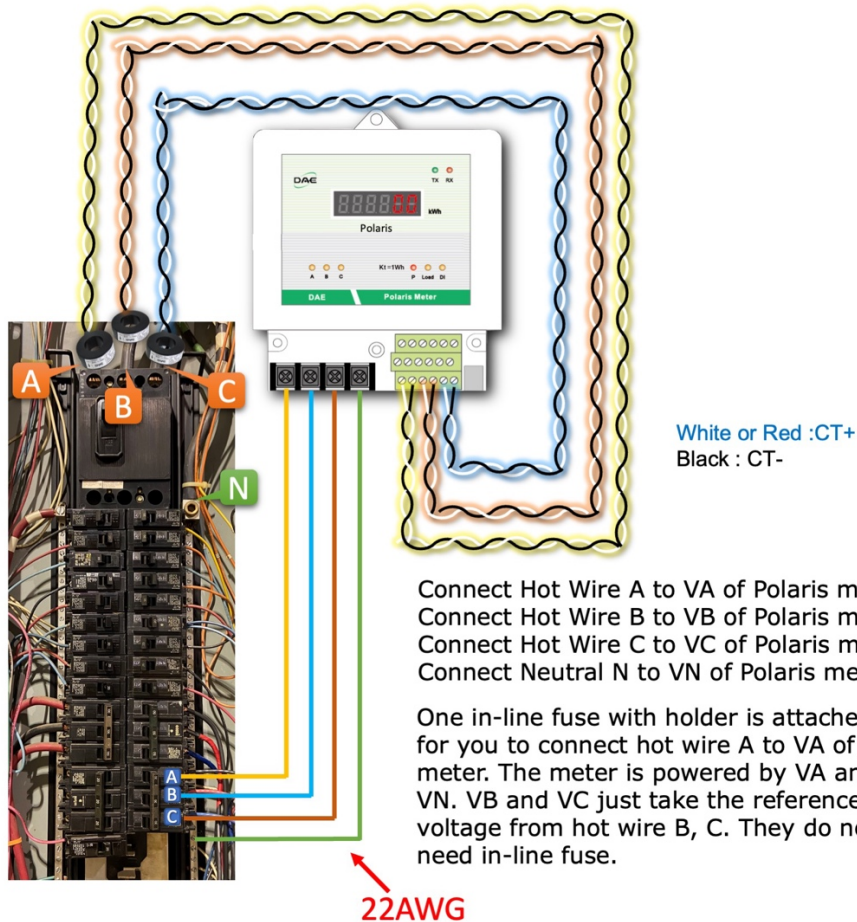 DAE
TX RX
888800 kWh
Polaris
A B C
Kt =1Wh
P Load DI
DAE
Polaris Meter
A
B
C
N
White or Red :CT+
Black : CT-
Connect Hot Wire A to VA of Polaris m
Connect Hot Wire B to VB of Polaris m
Connect Hot Wire C to VC of Polaris m
Connect Neutral N to VN of Polaris me
One in-line fuse with holder is attache
for you to connect hot wire A to VA of
meter. The meter is powered by VA an
VN. VB and VC just take the reference
voltage from hot wire B, C. They do no
need in-line fuse.
A
B
C
22AWG